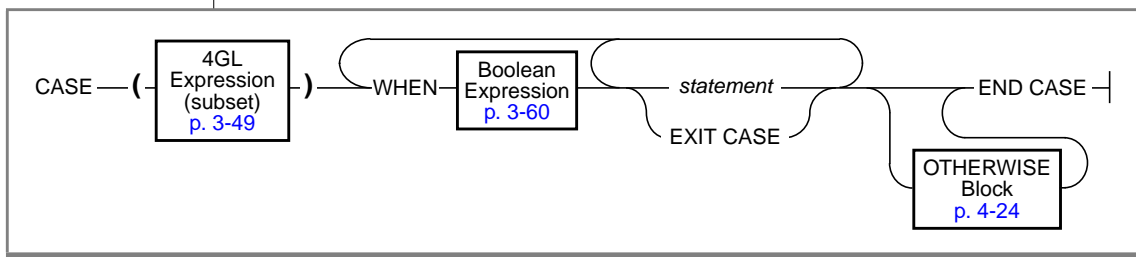 CASE ( 4GL
Expression
(subset)
p. 3-49 ) WHEN Boolean
Expression
p. 3-60 statement END CASE
EXIT CASE
OTHERWISE
Block
p. 4-24